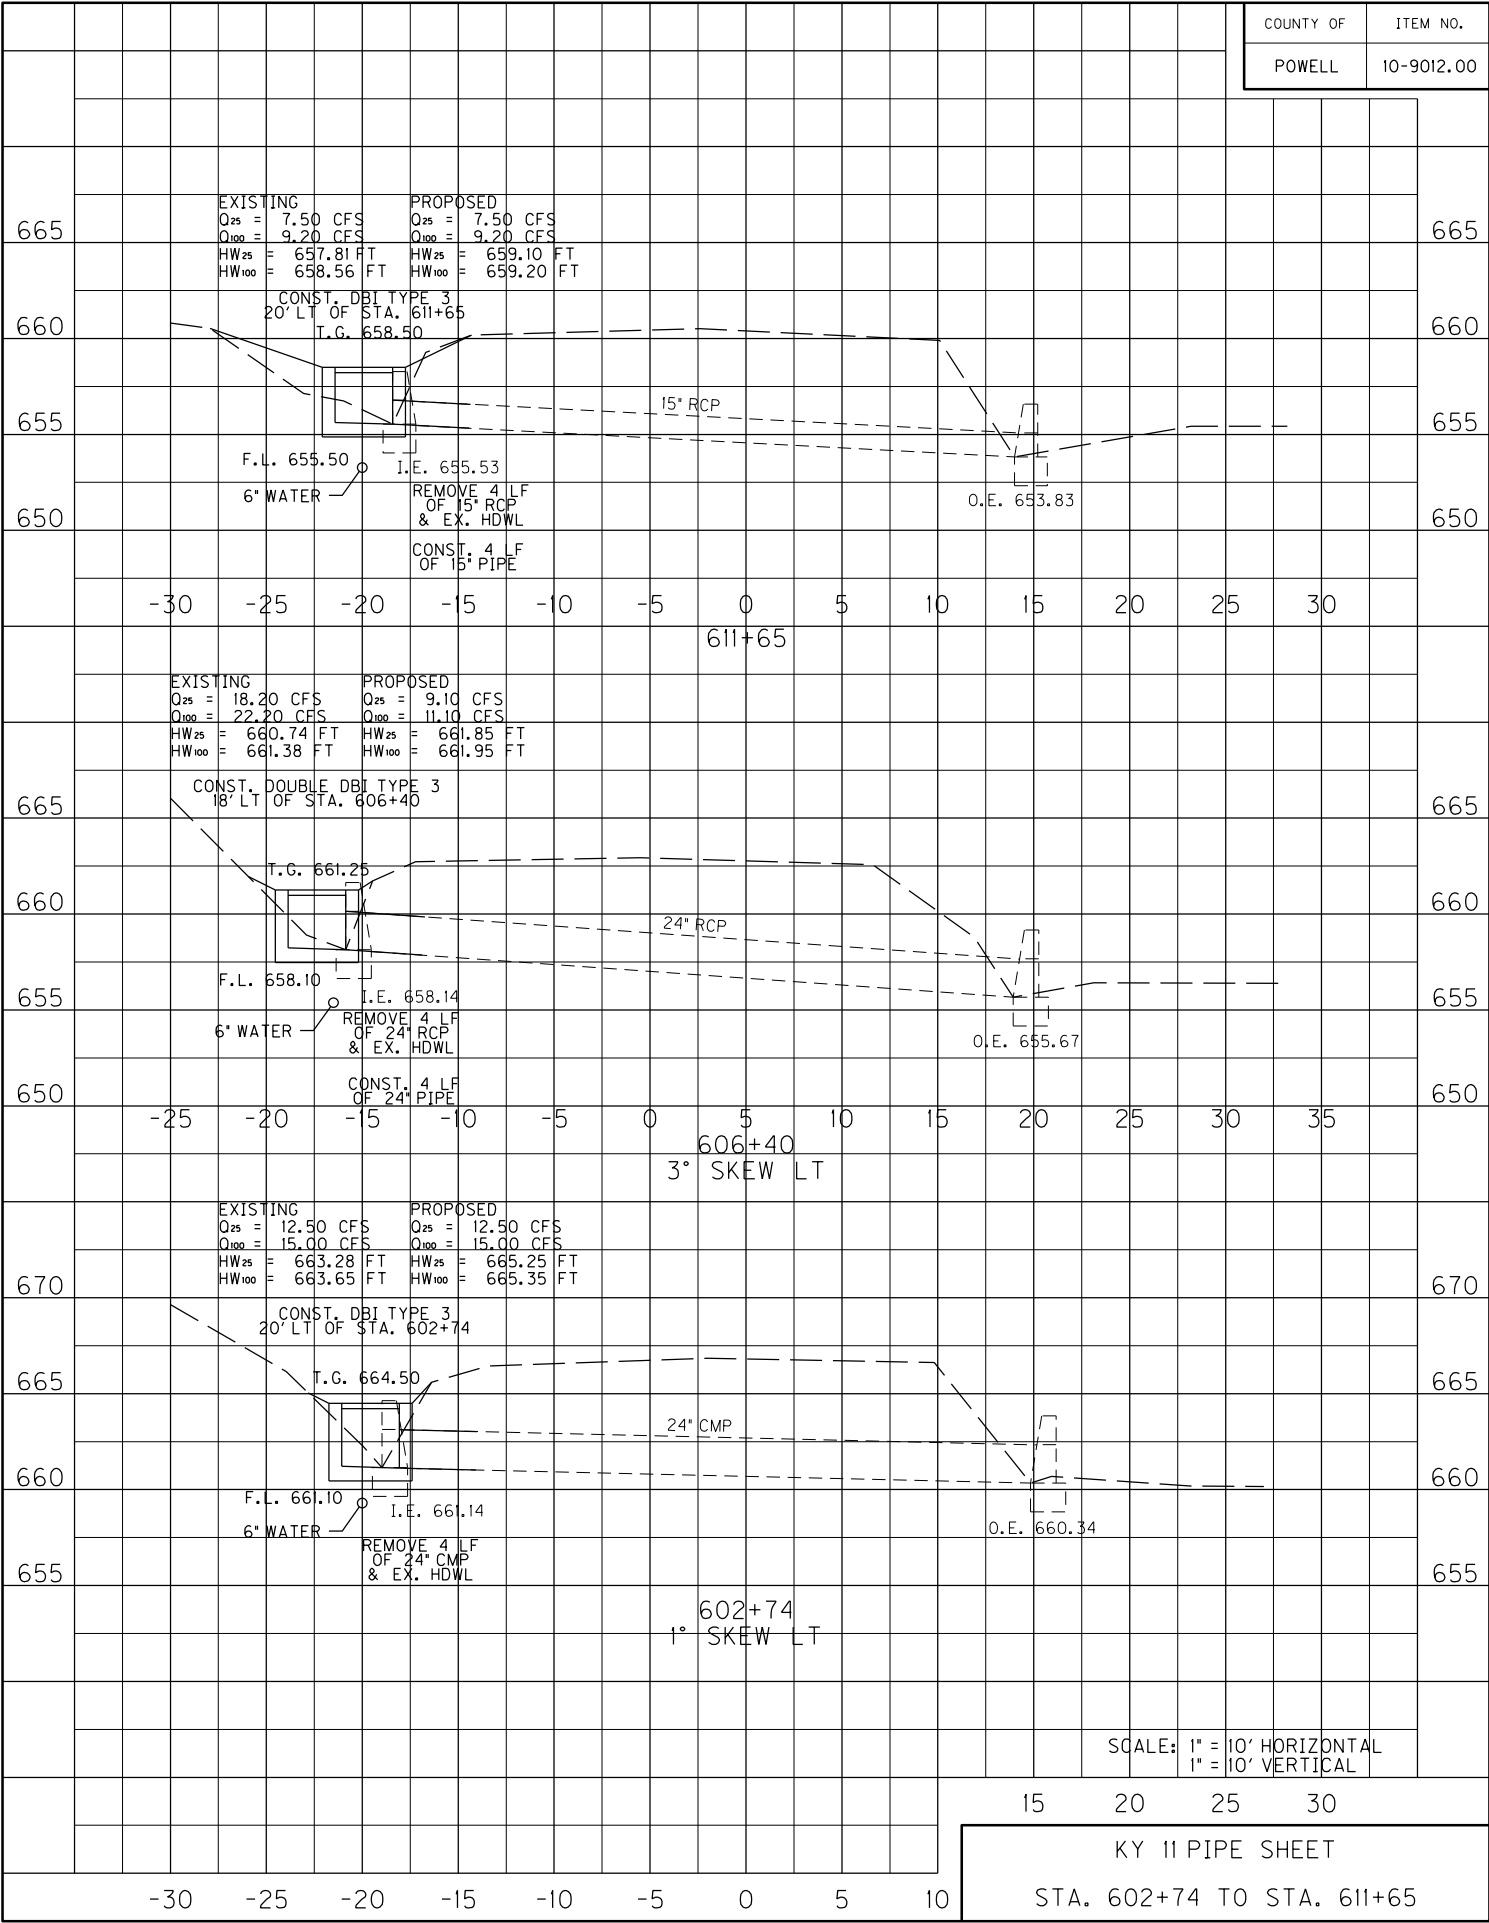 COUNTY OF ITEM NO.
POWELL 10-9012.00
EXISTING PROPOSED
Q25 = 7.50 CFS Q25 = 7.50 CFS
Q100 = 9.20 CFS Q100 = 9.20 CFS
HW25 = 657.81 FT HW25 = 659.10 FT
HW100 = 658.56 FT HW100 = 659.20 FT
665 665
CONST. DBI TYPE 3
20' LT OF STA. 611+65
T.G. 658.50
660 660
15" RCP
655 655
F.L. 655.50
I.E. 655.53
6" WATER
REMOVE 4 LF
OF 15" RCP
& EX. HDWL
O.E. 653.83
650 650
CONST. 4 LF
OF 15" PIPE
-30 -25 -20 -15 -10 -5 0 5 10 15 20 25 30
611+65
EXISTING PROPOSED
Q25 = 18.20 CFS Q25 = 9.10 CFS
Q100 = 22.20 CFS Q100 = 11.10 CFS
HW25 = 660.74 FT HW25 = 661.85 FT
HW100 = 661.38 FT HW100 = 661.95 FT
CONST. DOUBLE DBI TYPE 3
18' LT OF STA. 606+40
665 665
T.G. 661.25
660 660
24" RCP
F.L. 658.10
I.E. 658.14
655 655
6" WATER
REMOVE 4 LF
OF 24" RCP
& EX. HDWL
O.E. 655.67
CONST. 4 LF
OF 24" PIPE
650 650
-25 -20 -15 -10 -5 0 5 10 15 20 25 30 35
606+40
3° SKEW LT
EXISTING PROPOSED
Q25 = 12.50 CFS Q25 = 12.50 CFS
Q100 = 15.00 CFS Q100 = 15.00 CFS
HW25 = 663.28 FT HW25 = 665.25 FT
HW100 = 663.65 FT HW100 = 665.35 FT
670 670
CONST. DBI TYPE 3
20' LT OF STA. 602+74
T.G. 664.50
665 665
24" CMP
660 660
F.L. 661.10
I.E. 661.14
6" WATER
O.E. 660.34
REMOVE 4 LF
OF 24" CMP
& EX. HDWL
655 655
602+74
1° SKEW LT
SCALE: 1" = 10' HORIZONTAL
1" = 10' VERTICAL
15 20 25 30
KY 11 PIPE SHEET
STA. 602+74 TO STA. 611+65
-30 -25 -20 -15 -10 -5 0 5 10